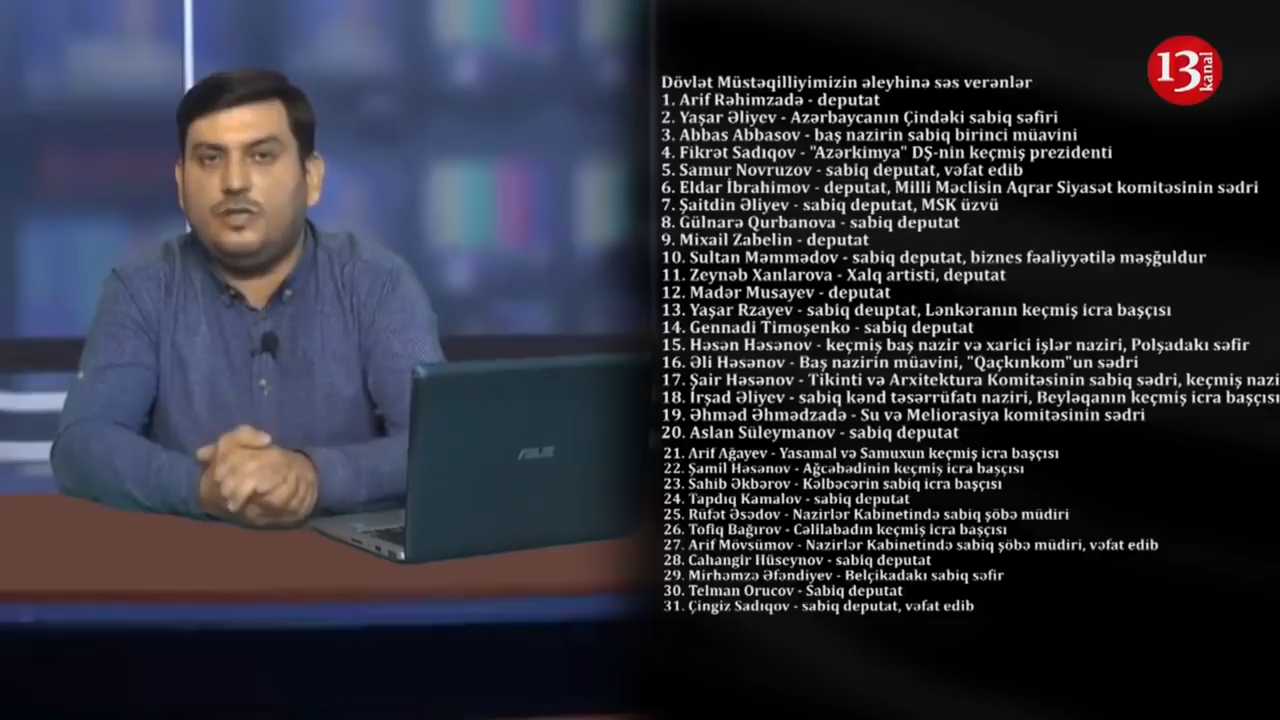 13
kanal
Dövlət Müstəqilliyimizin əleyhinə səs verənlər
1. Arif Rəhimzadə - deputat
2. Yaşar Əliyev - Azərbaycanın Çindəki sabiq səfiri
3. Abbas Abbasov - baş nazirin sabiq birinci müavini
4. Fikrət Sadıqov - "Azərkimya" DŞ-nin keçmiş prezidenti
5. Samur Novruzov - sabiq deputat, vəfat edib
6. Eldar İbrahimov - deputat, Milli Məclisin Aqrar Siyasət komitəsinin sədri
7. Şaitdin Əliyev - sabiq deputat, MSK üzvü
8. Gülnarə Qurbanova - sabiq deputat
9. Mixail Zabelin - deputat
10. Sultan Məmmədov - sabiq deputat, biznes fəaliyyətilə məşğuldur
11. Zeynəb Xanlarova - Xalq artisti, deputat
12. Madər Musayev - deputat
13. Yaşar Rzayev - sabiq deuptat, Lənkəranın keçmiş icra başçısı
14. Gennadi Timoşenko - sabiq deputat
15. Həsən Həsənov - keçmiş baş nazir və xarici işlər naziri, Polşadakı səfir
16. Əli Həsənov - Baş nazirin müavini, "Qaçkınkom"un sədri
17. Şair Həsənov - Tikinti və Arxitektura Komitəsinin sabiq sədri, keçmiş nazi
18. İrşad Əliyev - sabiq kənd təsərrüfatı naziri, Beyləqanın keçmiş icra başçısı
19. Əhməd Əhmədzadə - Su və Meliorasiya komitəsinin sədri
20. Aslan Süleymanov - sabiq deputat
21. Arif Ağayev - Yasamal və Samuxun keçmiş icra başçısı
22. Şamil Həsənov - Ağcəbədinin keçmiş icra başçısı
23. Sahib Əkbərov - Kəlbəcərin sabiq icra başçısı
24. Tapdıq Kamalov - sabiq deputat
25. Rüfət Əsədov - Nazirlər Kabinetində sabiq şöbə müdiri
26. Tofiq Bağırov - Cəlilabadın keçmiş icra başçısı
27. Arif Mövsümov - Nazirlər Kabinetində sabiq şöbə müdiri, vəfat edib
28. Cahangir Hüseynov - sabiq deputat
29. Mirhəmzə Əfəndiyev - Belçikadakı sabiq səfir
30. Telman Orucov - Sabiq deputat
31. Çingiz Sadıqov - sabiq deputat, vəfat edib
ASUS